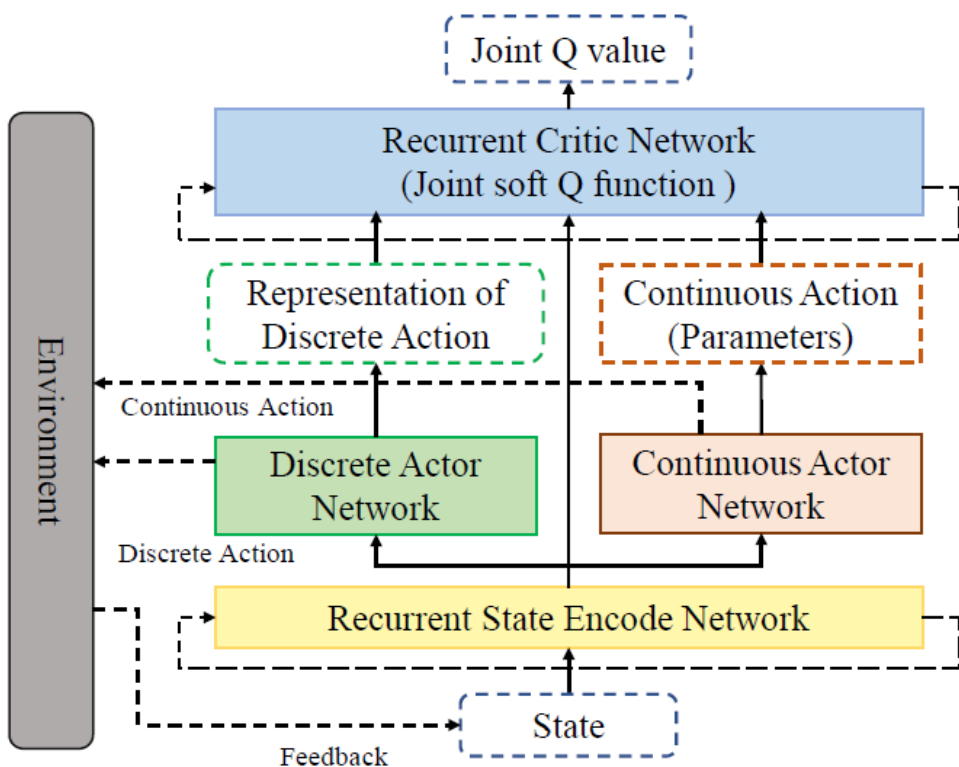 Joint Q value
Recurrent Critic Network
(Joint soft Q function )
Representation of
Discrete Action
Continuous Action
(Parameters)
Environment
Continuous Action
Discrete Actor
Network
Continuous Actor
Network
Discrete Action
Recurrent State Encode Network
State
Feedback